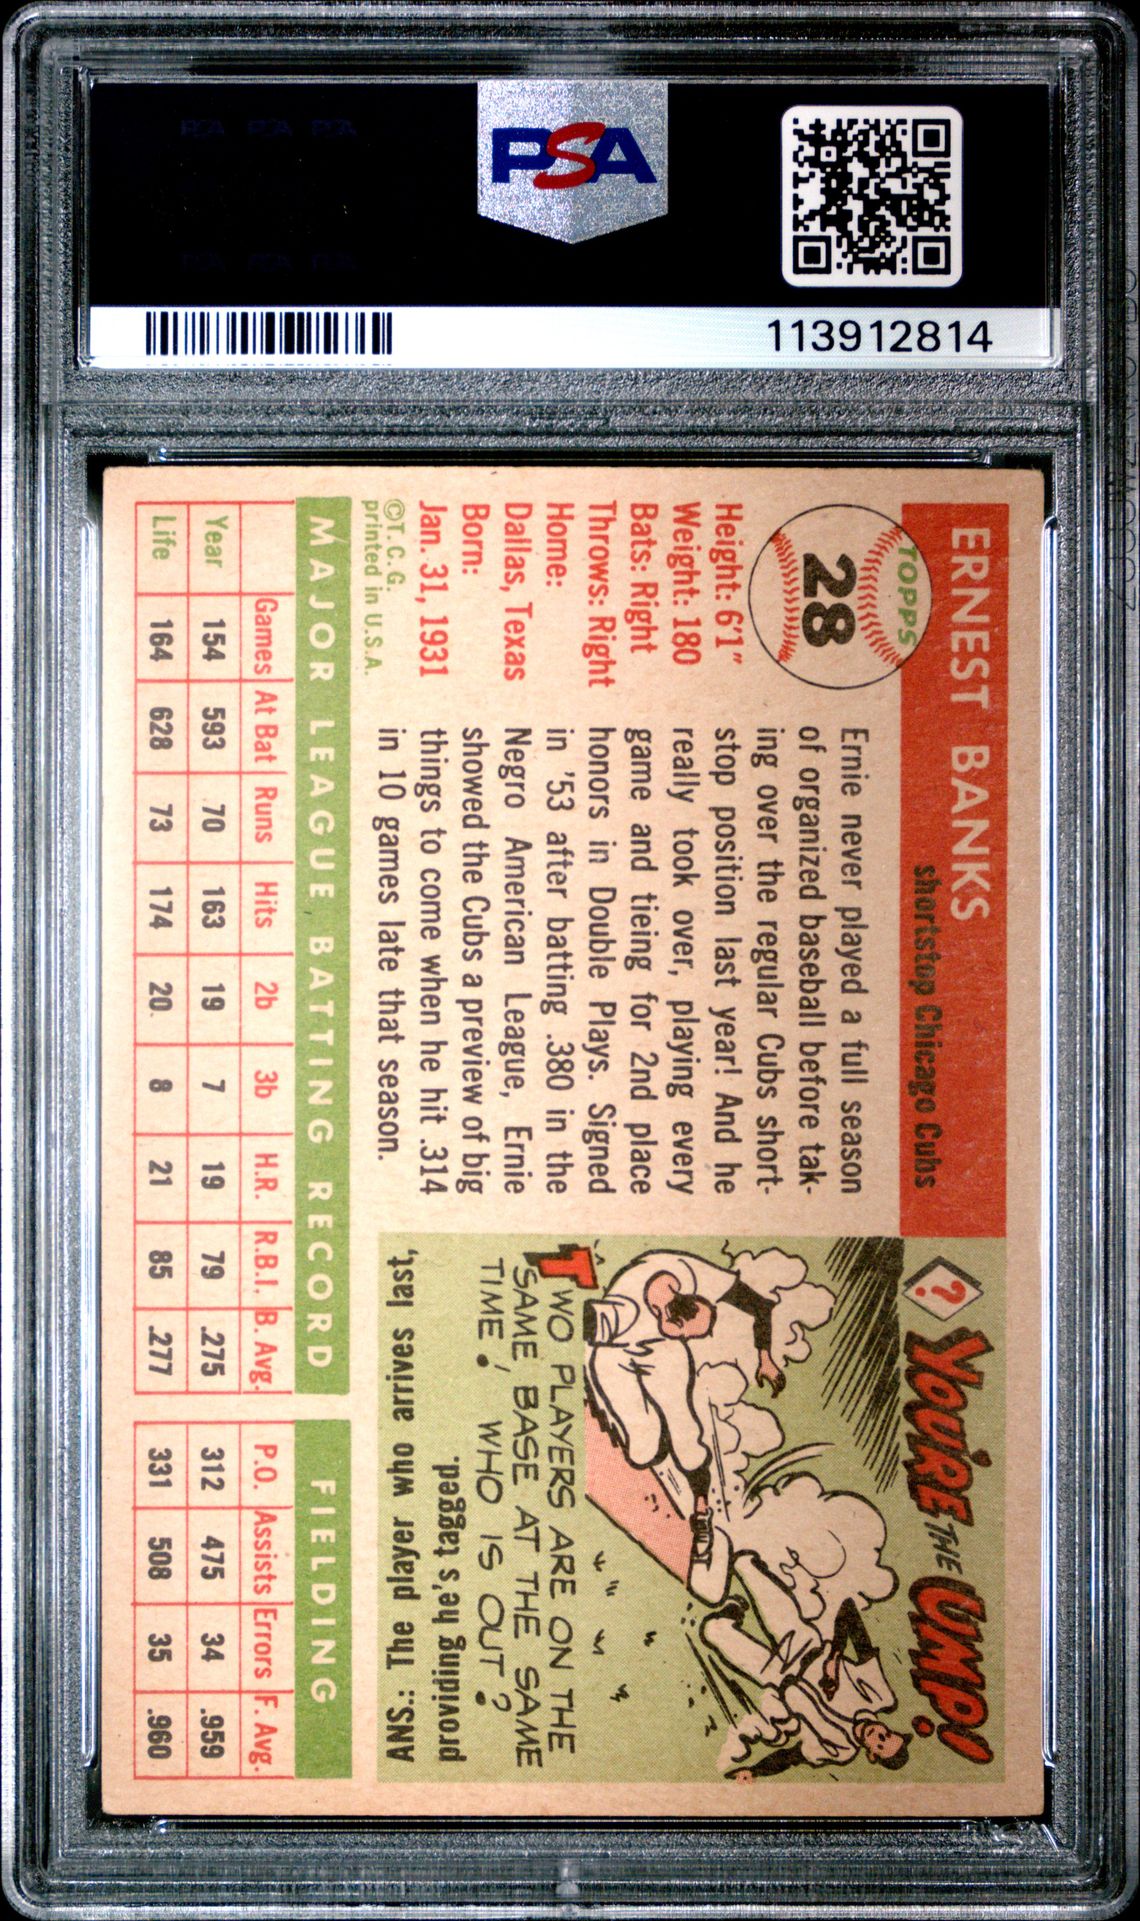 PSA
113912814
ERNEST BANKS
shortstop Chicago Cubs
TOPPS
28
Height: 6'1"
Weight: 180
Bats: Right
Throws: Right
Home:
Dallas, Texas
Born:
Jan. 31, 1931
©T.C.G.
printed in U.S.A.
Ernie never played a full season
of organized baseball before tak-
ing over the regular Cubs short-
stop position last year! And he
really took over, playing every
game and tieing for 2nd place
honors in Double Plays. Signed
in '53 after batting .380 in the
Negro American League, Ernie
showed the Cubs a preview of big
things to come when he hit .314
in 10 games late that season.
?
YOU'RE THE UMP!
TWO PLAYERS ARE ON THE
SAME BASE AT THE SAME
TIME! WHO IS OUT?
ANS.: The player who arrives last,
providing he's tagged.
MAJOR LEAGUE BATTING RECORD FIELDING
Games At Bat Runs Hits 2b 3b H.R. R.B.I. B. Avg. P.O. Assists Errors F. Avg.
Year 154 593 70 163 19 7 19 79 .275 312 475 34 .959
Life 164 628 73 174 20 8 21 85 .277 331 508 35 .960